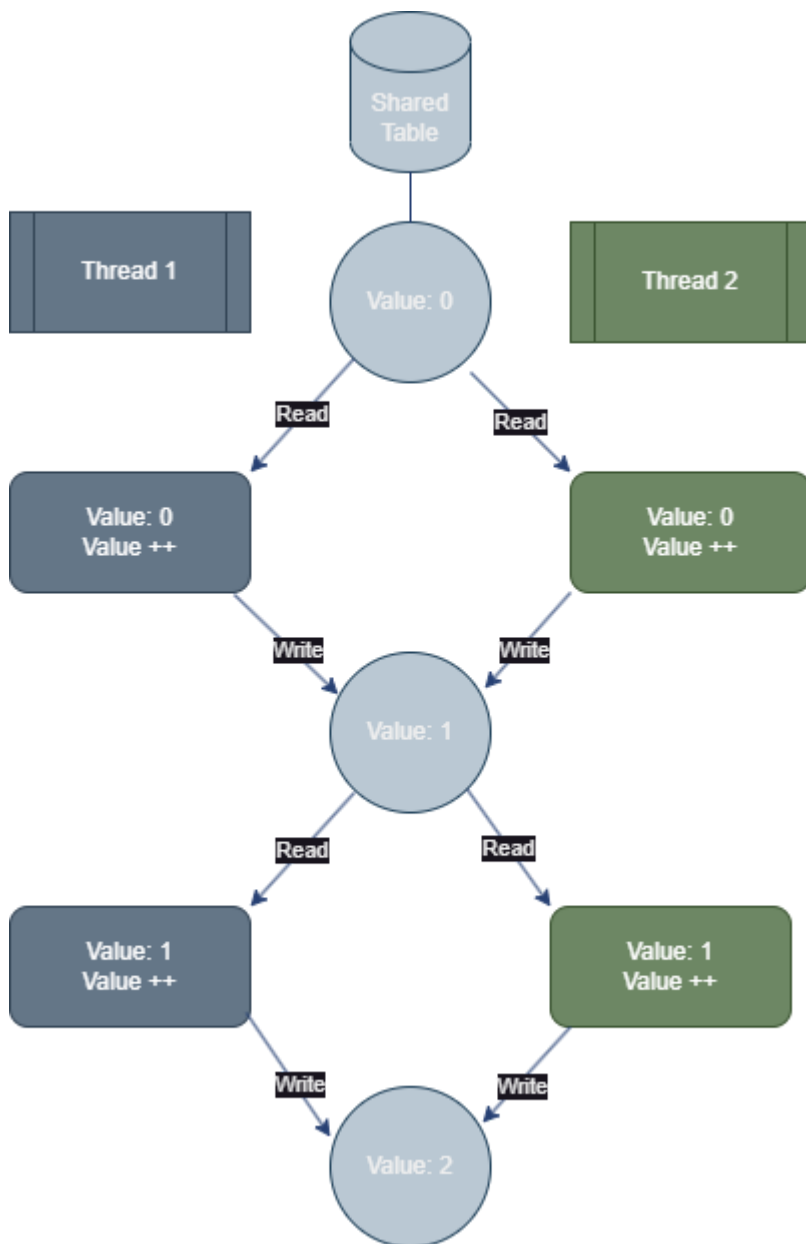 Shared
Table
Thread 1
Value: 0
Thread 2
Read
Read
Value: 0
Value ++
Value: 0
Value ++
Write
Write
Value: 1
Read
Read
Value: 1
Value ++
Value: 1
Value ++
Write
Write
Value: 2